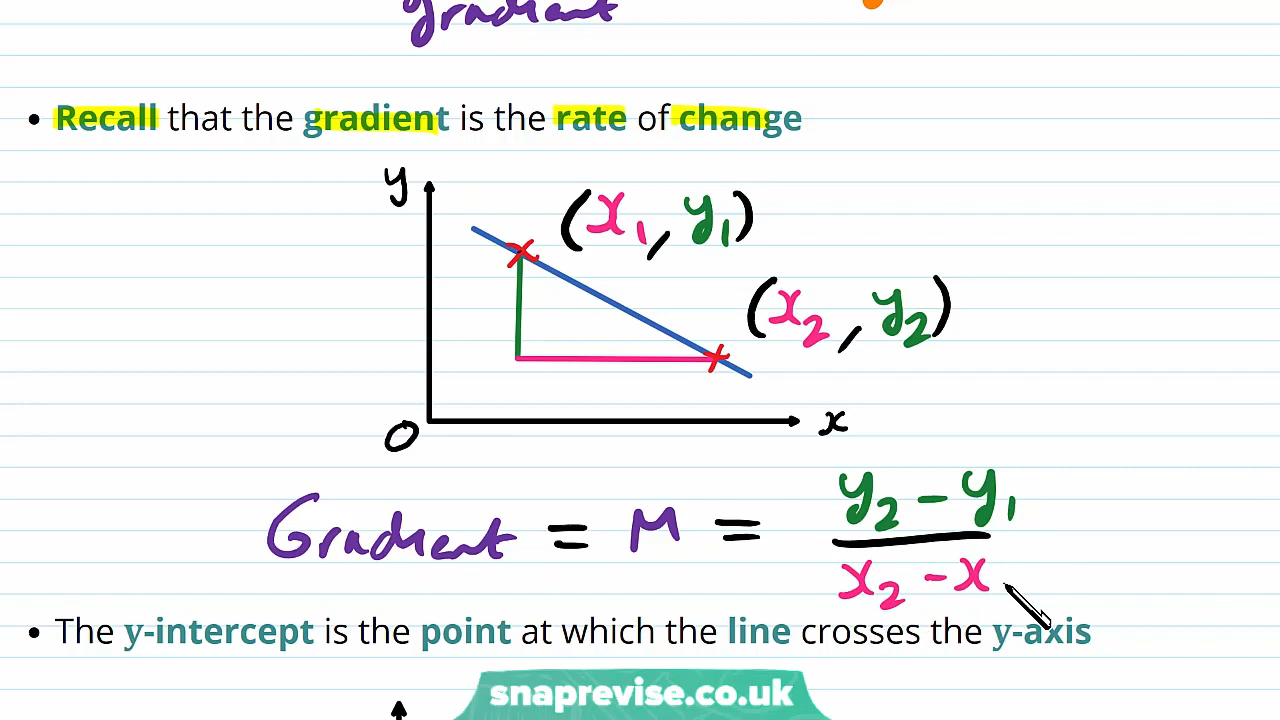 gradient
• Recall that the gradient is the rate of change
y
(x₁, y₁)
(x₂, y₂)
O
x
Gradient = M = y₂ - y₁
x₂ - x
• The y-intercept is the point at which the line crosses the y-axis
snaprevise.co.uk